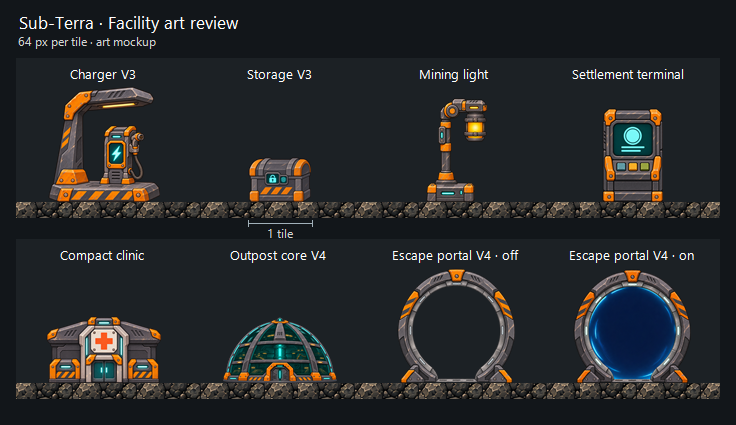 Sub-Terra · Facility art review
64 px per tile · art mockup
Charger V3
Storage V3
Mining light
Settlement terminal
1 tile
Compact clinic
Outpost core V4
Escape portal V4 · off
Escape portal V4 · on